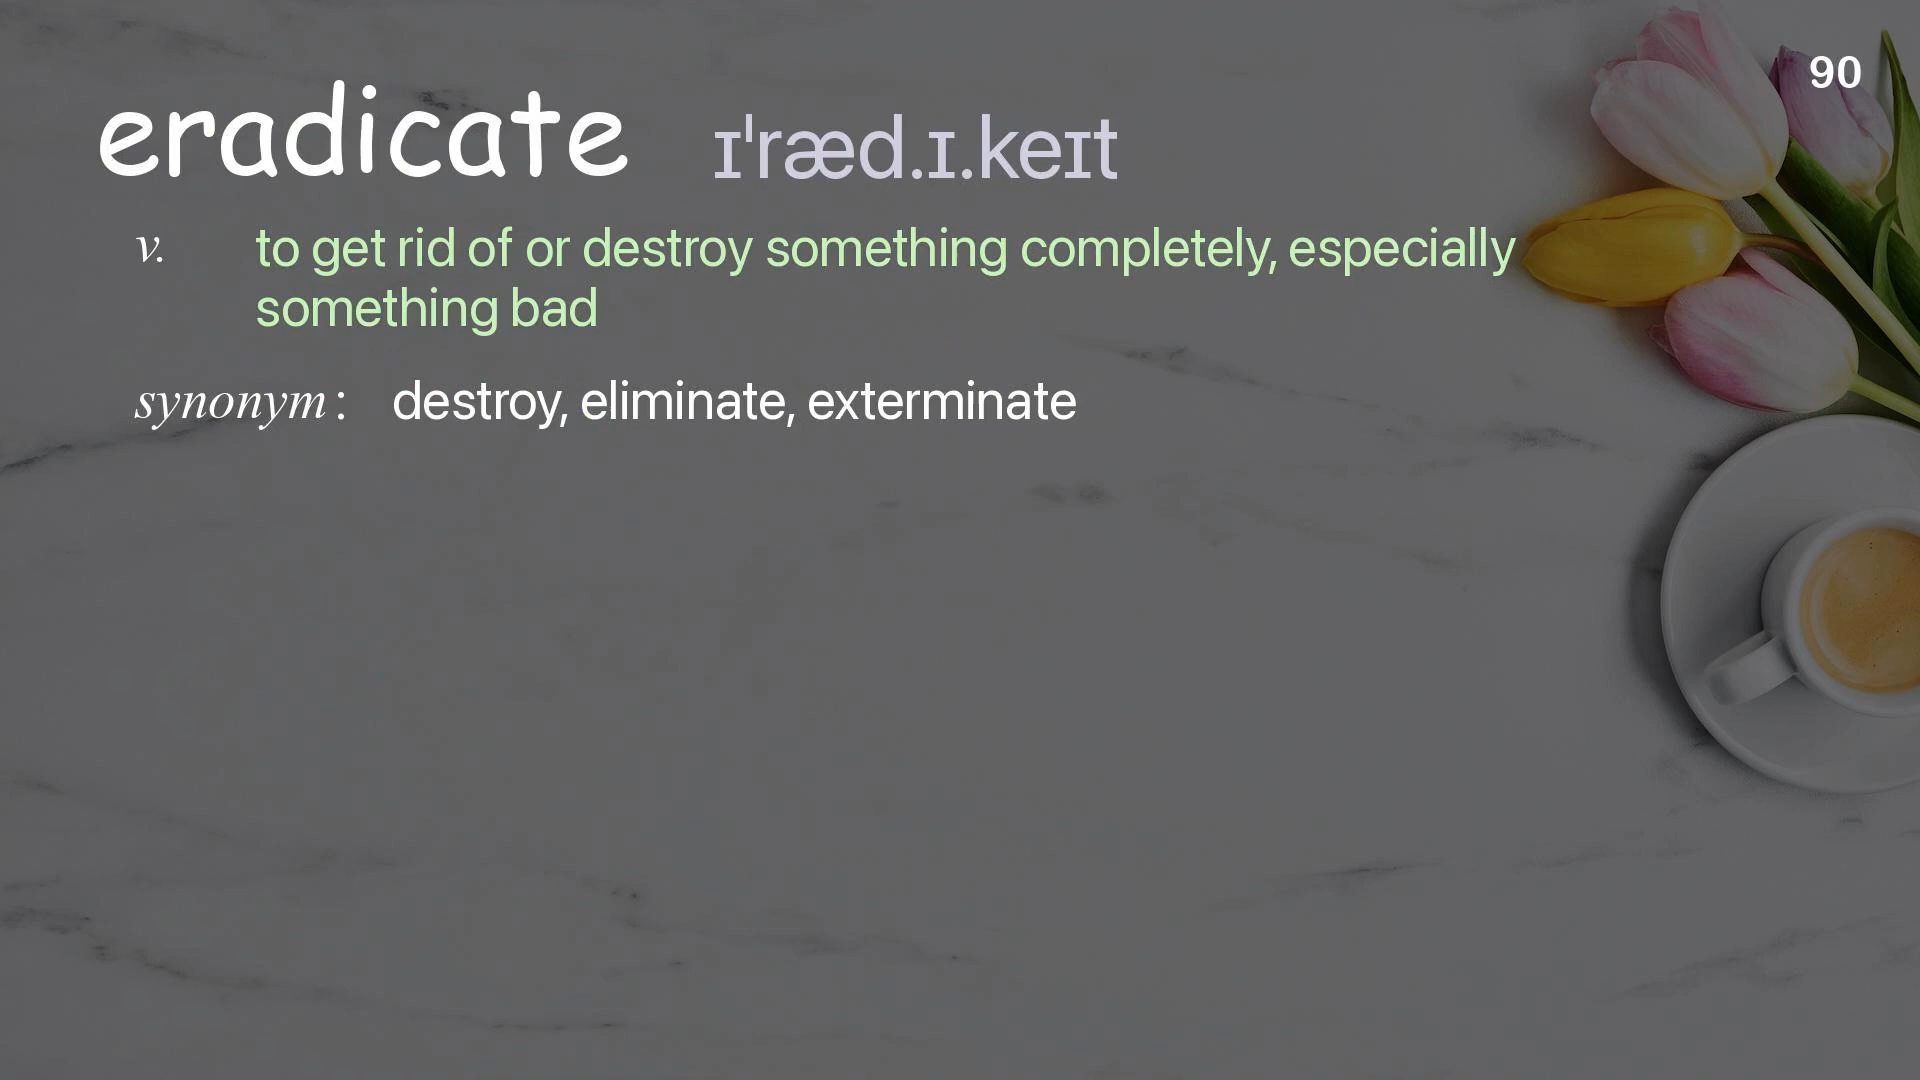 90
eradicate ɪˈræd.ɪ.keɪt
v. to get rid of or destroy something completely, especially
something bad
synonym : destroy, eliminate, exterminate